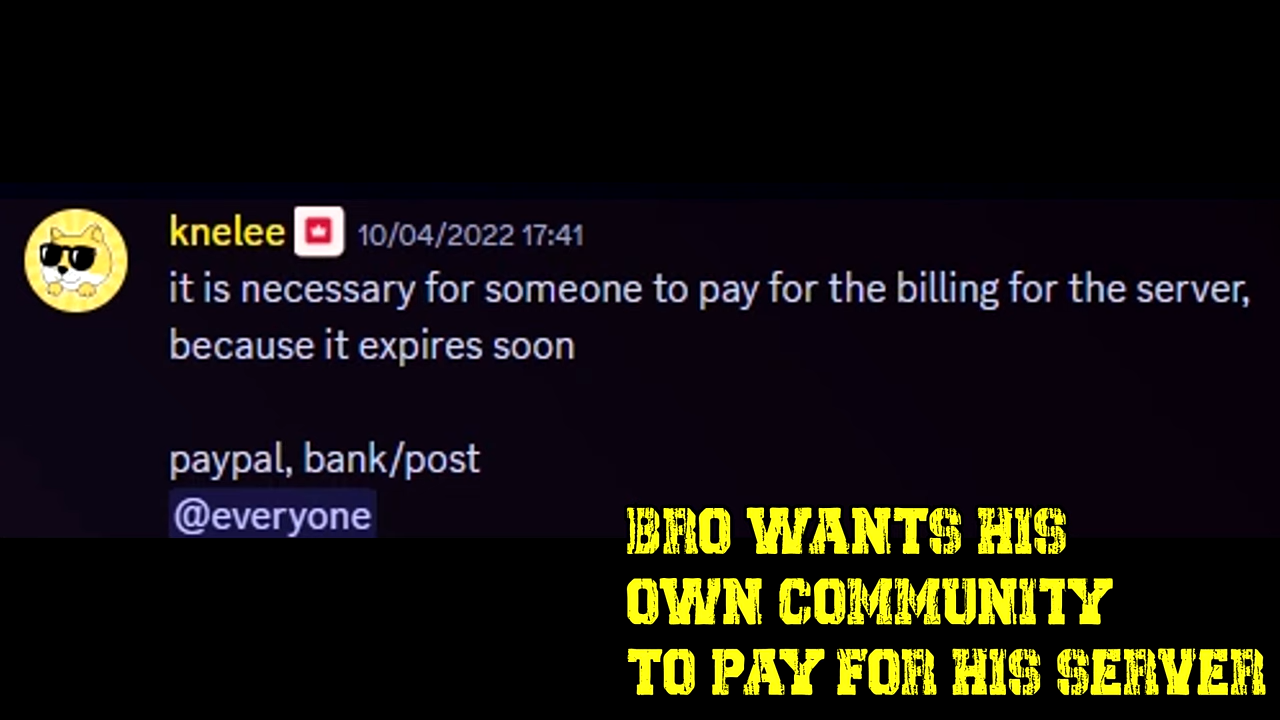 knelee 10/04/2022 17:41
it is necessary for someone to pay for the billing for the server,
because it expires soon
paypal, bank/post
@everyone
BRO WANTS HIS
OWN COMMUNITY
TO PAY FOR HIS SERVER